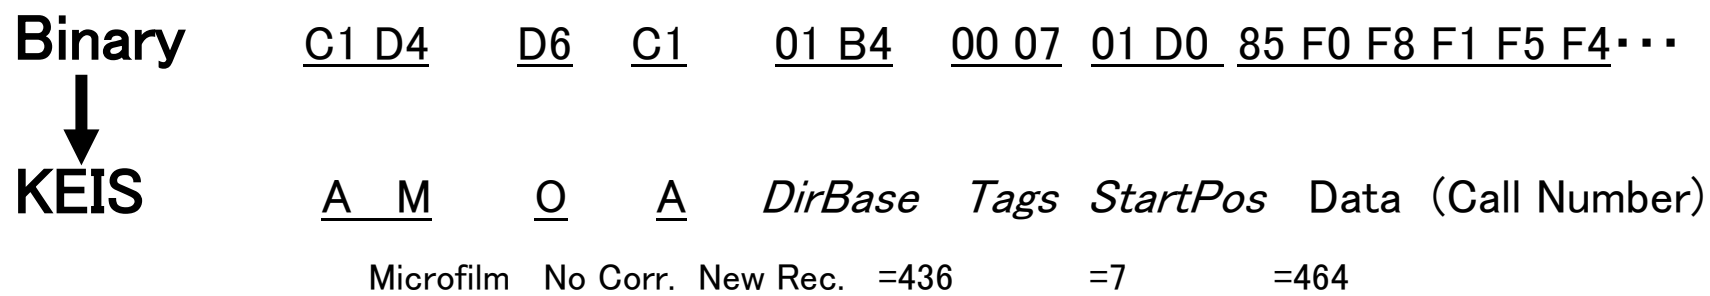 Binary C1 D4 D6 C1 01 B4 00 07 01 D0 85 F0 F8 F1 F5 F4･･･
KEIS A M O A DirBase Tags StartPos Data (Call Number)
Microfilm No Corr. New Rec. =436 =7 =464